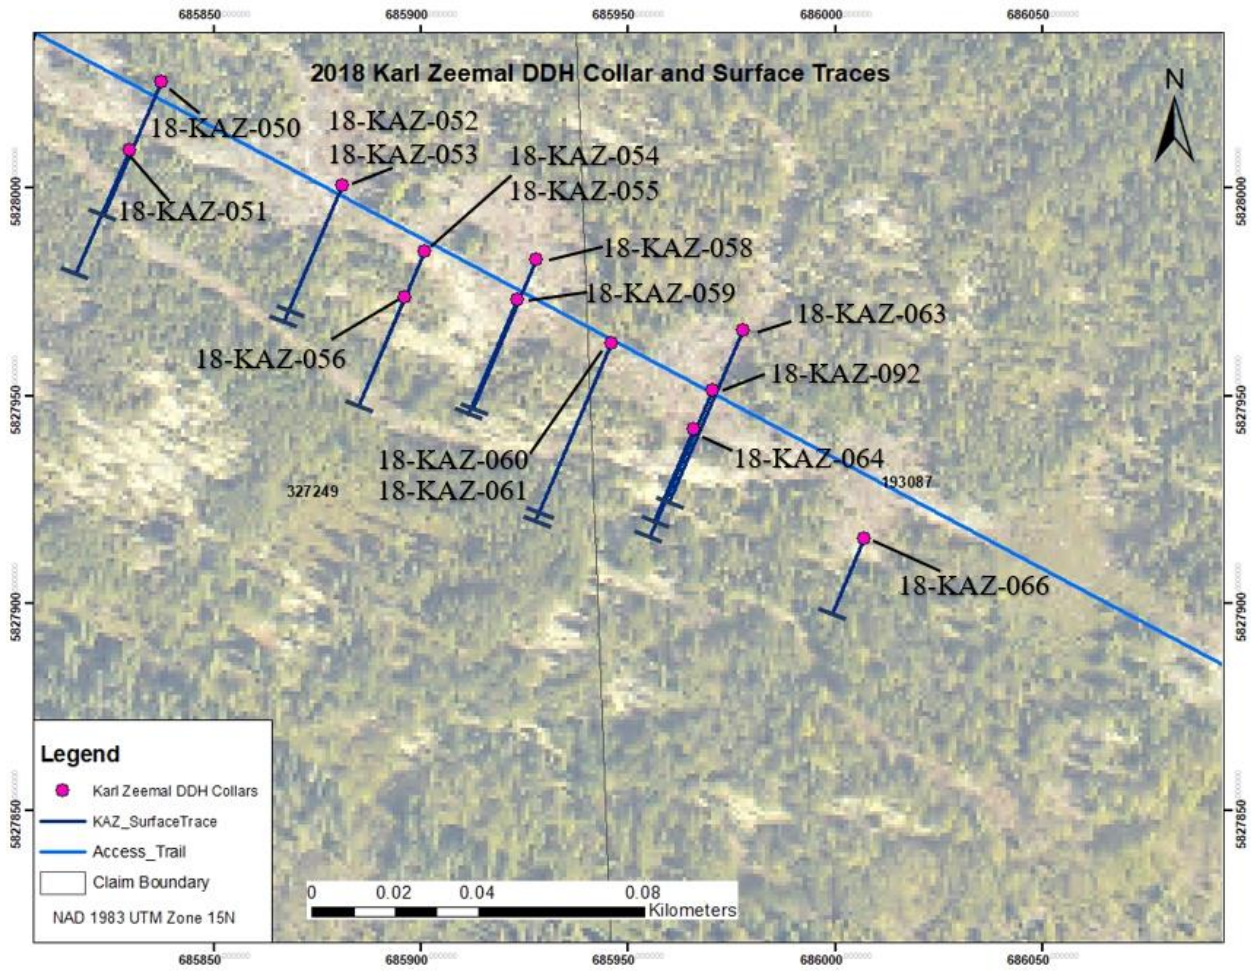 685850 685900 685950 686000 686050
2018 Karl Zeemal DDH Collar and Surface Traces
N
18-KAZ-050
18-KAZ-052
18-KAZ-053
18-KAZ-054
18-KAZ-055
18-KAZ-051
5828000
5828000
18-KAZ-058
18-KAZ-059
18-KAZ-063
18-KAZ-056
18-KAZ-092
5827950
5827950
18-KAZ-060
18-KAZ-061
18-KAZ-064
327249
193087
18-KAZ-066
5827900
5827900
5827850
5827850
Legend
Karl Zeemal DDH Collars
KAZ_SurfaceTrace
Access_Trail
Claim Boundary
NAD 1983 UTM Zone 15N
0 0.02 0.04 0.08
Kilometers
685850 685900 685950 686000 686050